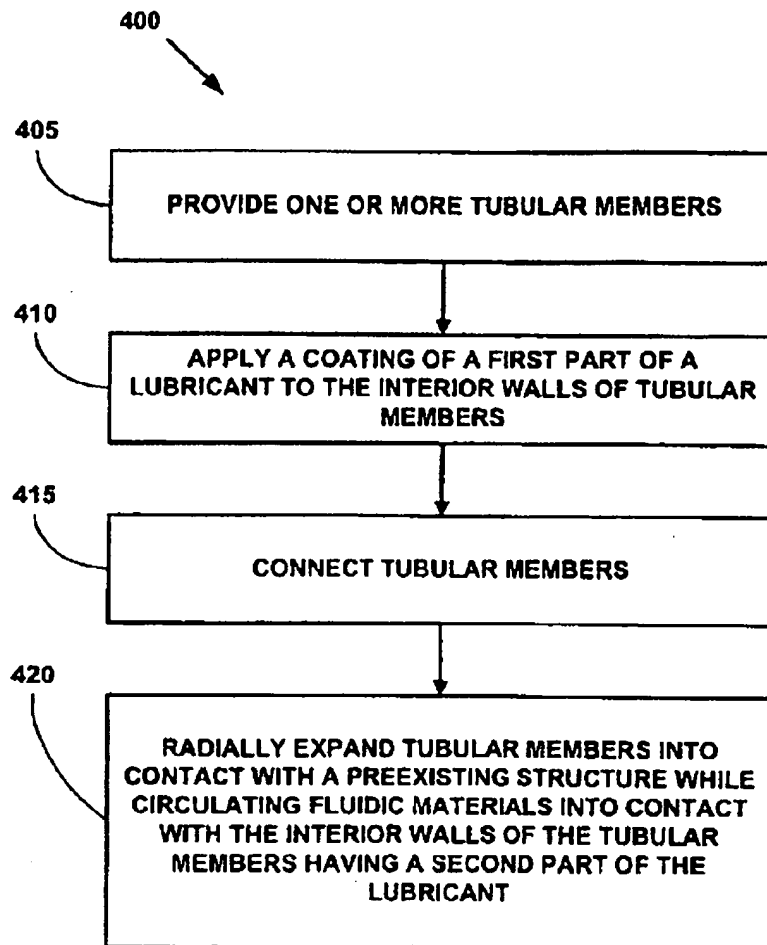 400
405
PROVIDE ONE OR MORE TUBULAR MEMBERS
410
APPLY A COATING OF A FIRST PART OF A
LUBRICANT TO THE INTERIOR WALLS OF TUBULAR
MEMBERS
415
CONNECT TUBULAR MEMBERS
420
RADIALLY EXPAND TUBULAR MEMBERS INTO
CONTACT WITH A PREEXISTING STRUCTURE WHILE
CIRCULATING FLUIDIC MATERIALS INTO CONTACT
WITH THE INTERIOR WALLS OF THE TUBULAR
MEMBERS HAVING A SECOND PART OF THE
LUBRICANT